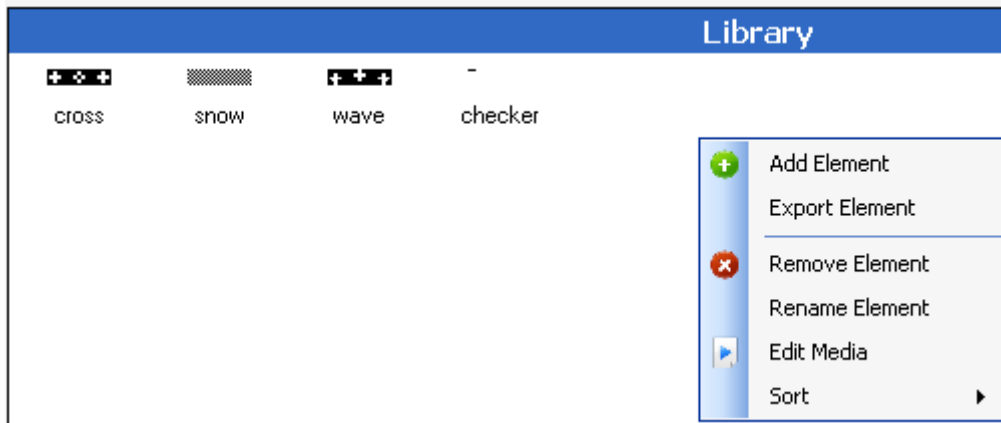 Library
cross snow wave checker
Add Element
Export Element
Remove Element
Rename Element
Edit Media
Sort